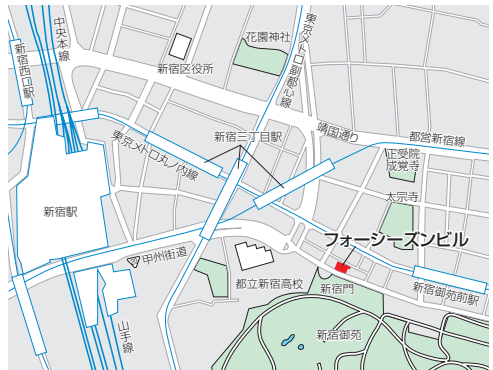 中央本線
新宿西口駅
新宿区役所
花園神社
東京メトロ副都心線
新宿三丁目駅
靖国通り
都営新宿線
正受院
成覚寺
太宗寺
東京メトロ丸ノ内線
新宿駅
甲州街道
フォーシーズンビル
都立新宿高校
新宿門
新宿御苑前駅
山手線
新宿御苑